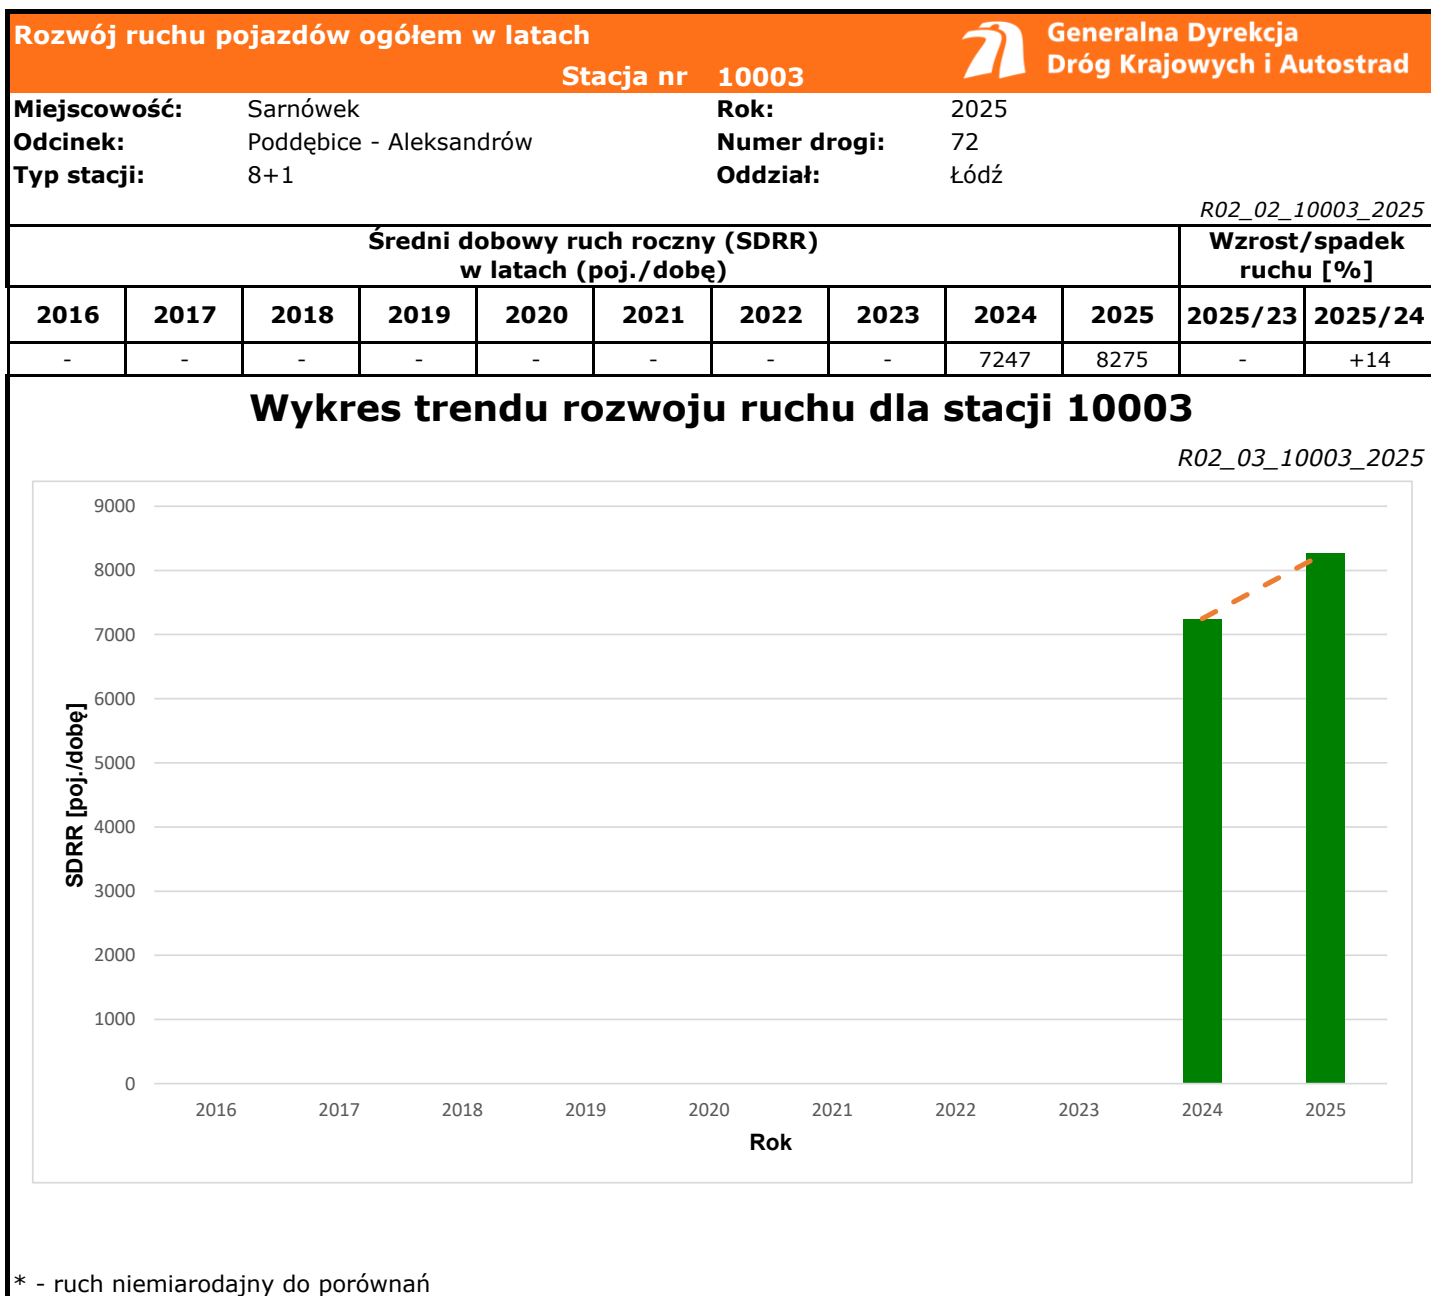 Rozwój ruchu pojazdów ogółem w latach
Generalna Dyrekcja
Dróg Krajowych i Autostrad
Stacja nr 10003
Miejscowość: Sarnówek Rok: 2025
Odcinek: Poddębice - Aleksandrów Numer drogi: 72
Typ stacji: 8+1 Oddział: Łódź
R02_02_10003_2025
Średni dobowy ruch roczny (SDRR)
w latach (poj./dobę)
Wzrost/spadek
ruchu [%]
2016 2017 2018 2019 2020 2021 2022 2023 2024 2025 2025/23 2025/24
- - - - - - - - 7247 8275 - +14
Wykres trendu rozwoju ruchu dla stacji 10003
R02_03_10003_2025
SDRR [poj./dobę]
9000
8000
7000
6000
5000
4000
3000
2000
1000
0
2016 2017 2018 2019 2020 2021 2022 2023 2024 2025
Rok
* - ruch niemiarodajny do porównań